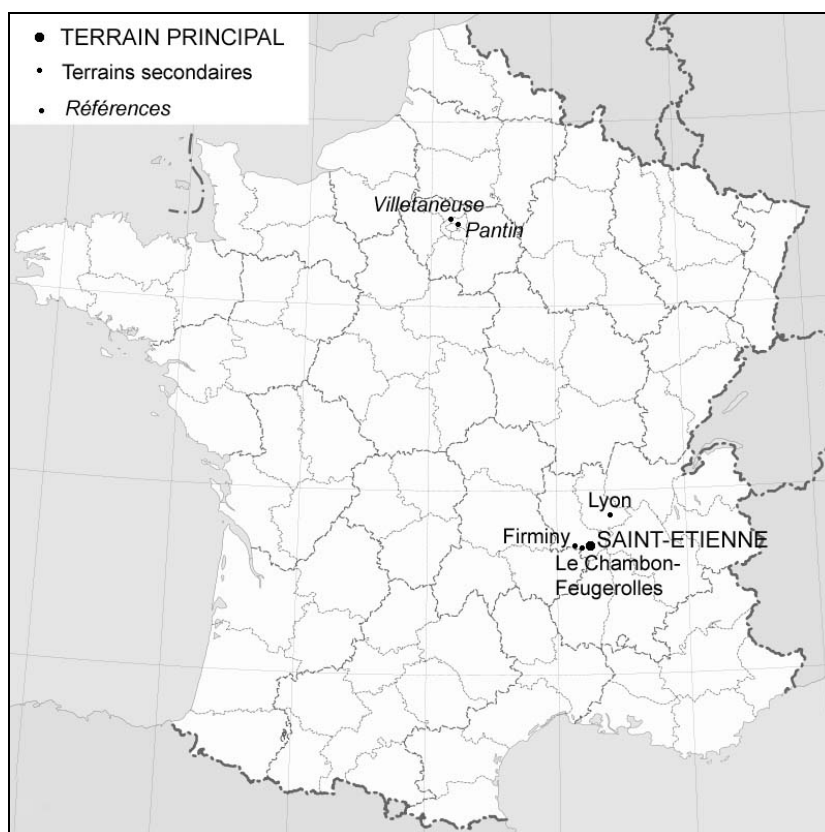 TERRAIN PRINCIPAL
Terrains secondaires
Références
Villetaneuse
Pantin
Lyon
Firminy
SAINT-ETIENNE
Le Chambon-
Feugerolles